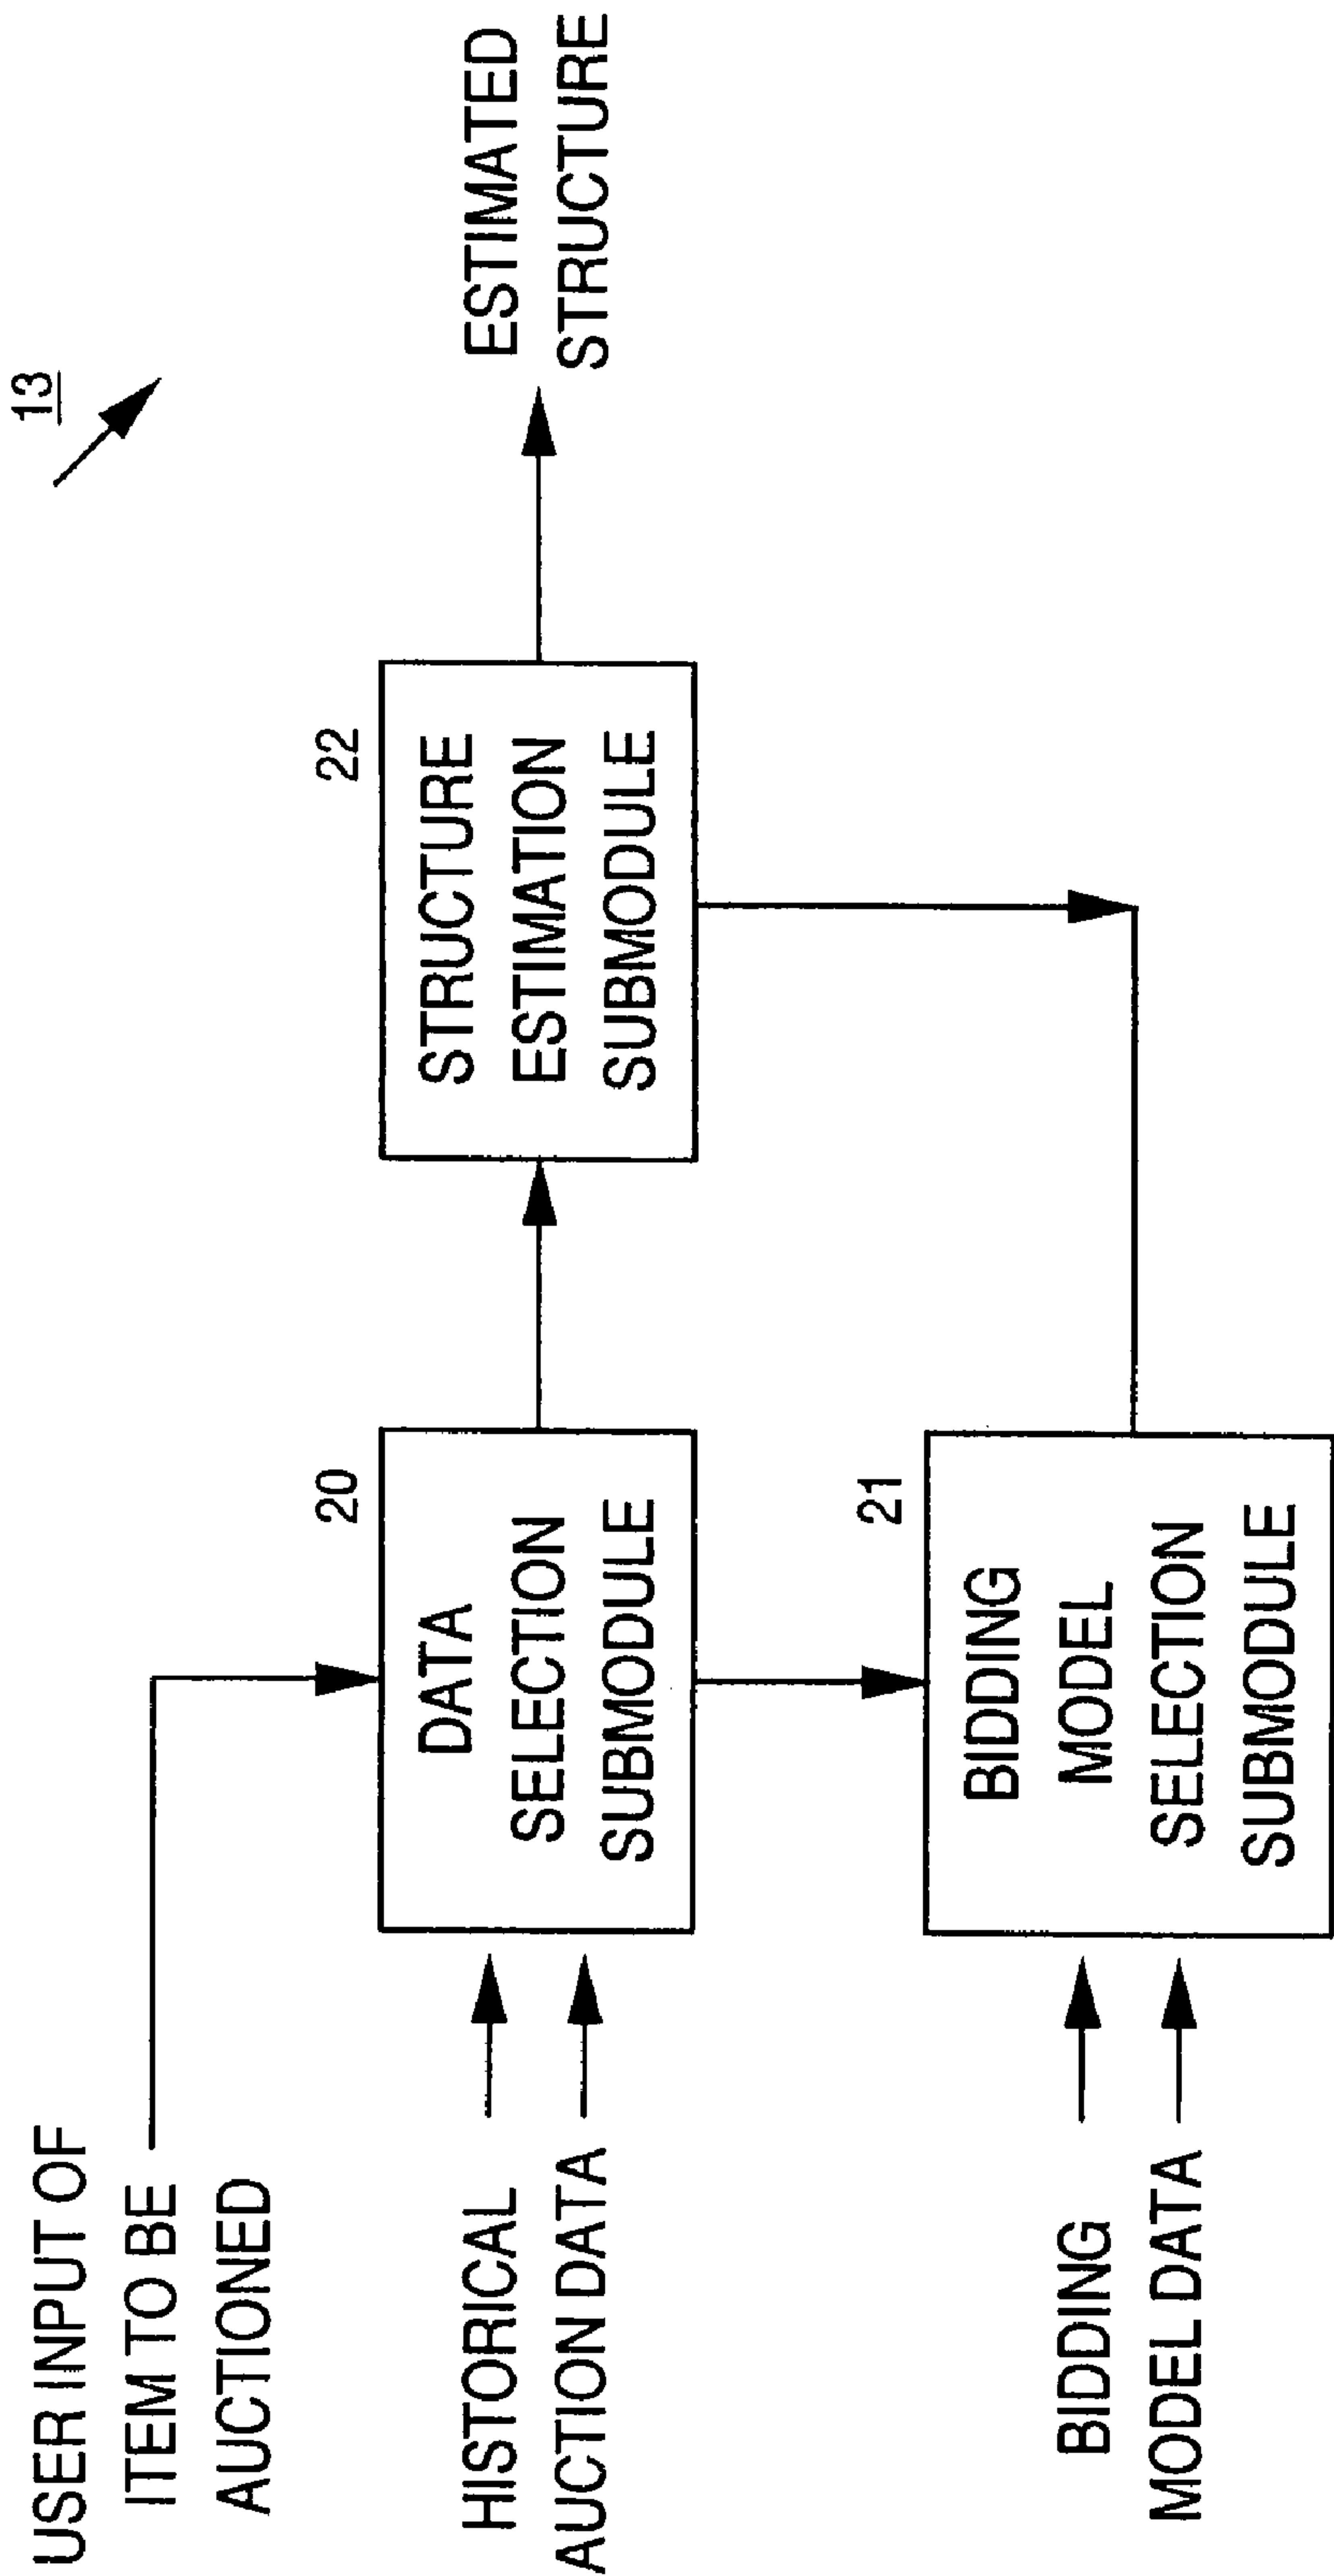 13
USER INPUT OF
ITEM TO BE
AUCTIONED
HISTORICAL
AUCTION DATA
20
DATA
SELECTION
SUBMODULE
22
STRUCTURE
ESTIMATION
SUBMODULE
ESTIMATED
STRUCTURE
BIDDING
MODEL DATA
21
BIDDING
MODEL
SELECTION
SUBMODULE